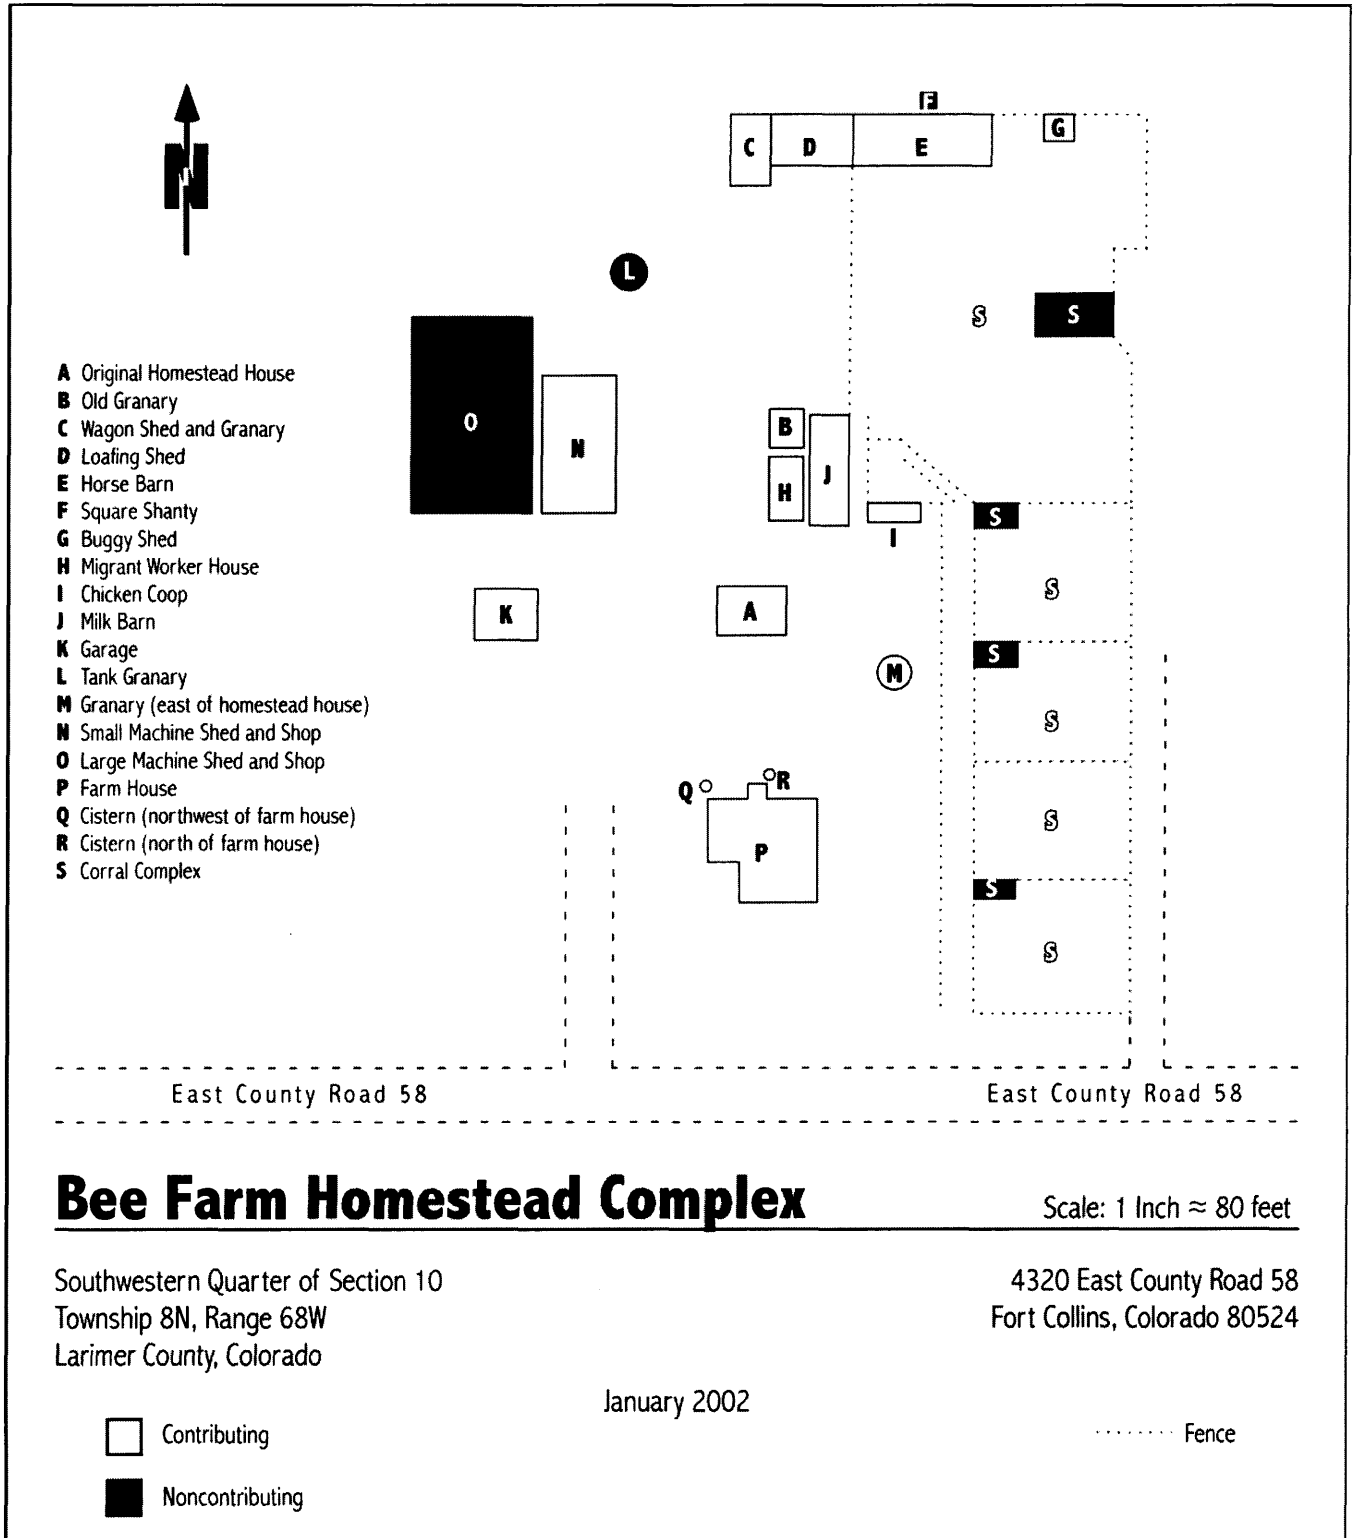 N
F
C
D
E
G
L
S
S
O
N
B
J
H
I
S
S
K
A
M
S
S
Q
R
P
S
S
S
A Original Homestead House
B Old Granary
C Wagon Shed and Granary
D Loafing Shed
E Horse Barn
F Square Shanty
G Buggy Shed
H Migrant Worker House
I Chicken Coop
J Milk Barn
K Garage
L Tank Granary
M Granary (east of homestead house)
N Small Machine Shed and Shop
O Large Machine Shed and Shop
P Farm House
Q Cistern (northwest of farm house)
R Cistern (north of farm house)
S Corral Complex
East County Road 58
East County Road 58
Bee Farm Homestead Complex
Scale: 1 Inch ≈ 80 feet
Southwestern Quarter of Section 10
Township 8N, Range 68W
Larimer County, Colorado
4320 East County Road 58
Fort Collins, Colorado 80524
January 2002
Contributing
Noncontributing
Fence